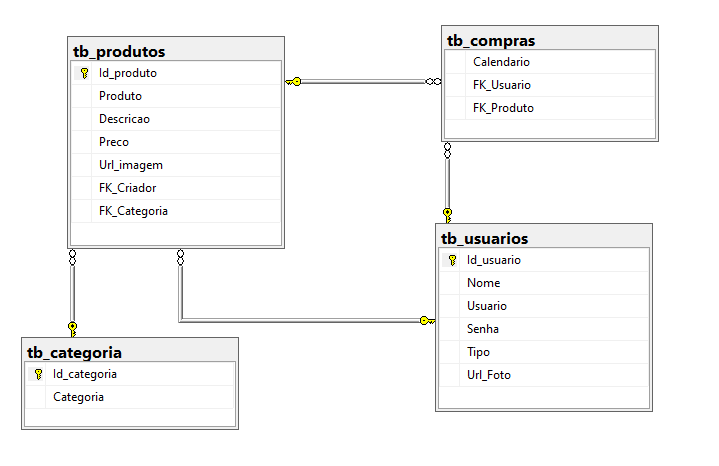 tb_produtos
Id_produto
Produto
Descricao
Preco
Url_imagem
FK_Criador
FK_Categoria
tb_compras
Calendario
FK_Usuario
FK_Produto
tb_usuarios
Id_usuario
Nome
Usuario
Senha
Tipo
Url_Foto
tb_categoria
Id_categoria
Categoria